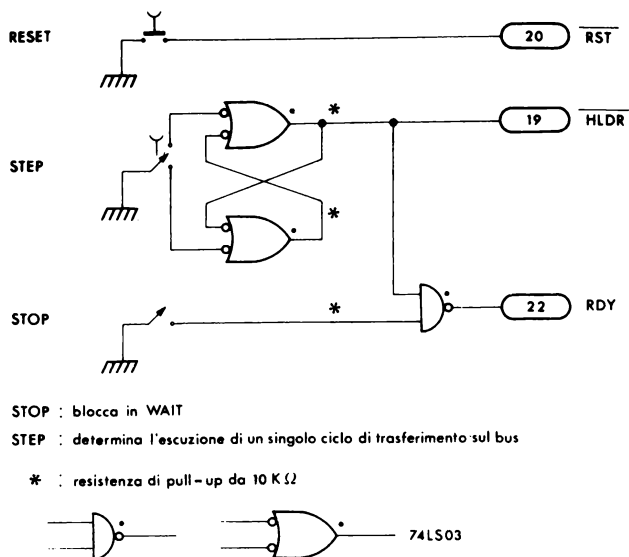 RESET 20 RST
19 HLDR
*
STEP
*
STOP * 22 RDY
STOP : blocca in WAIT
STEP : determina l'escuzione di un singolo ciclo di trasferimento sul bus
* : resistenza di pull-up da 10 KΩ
74LS03